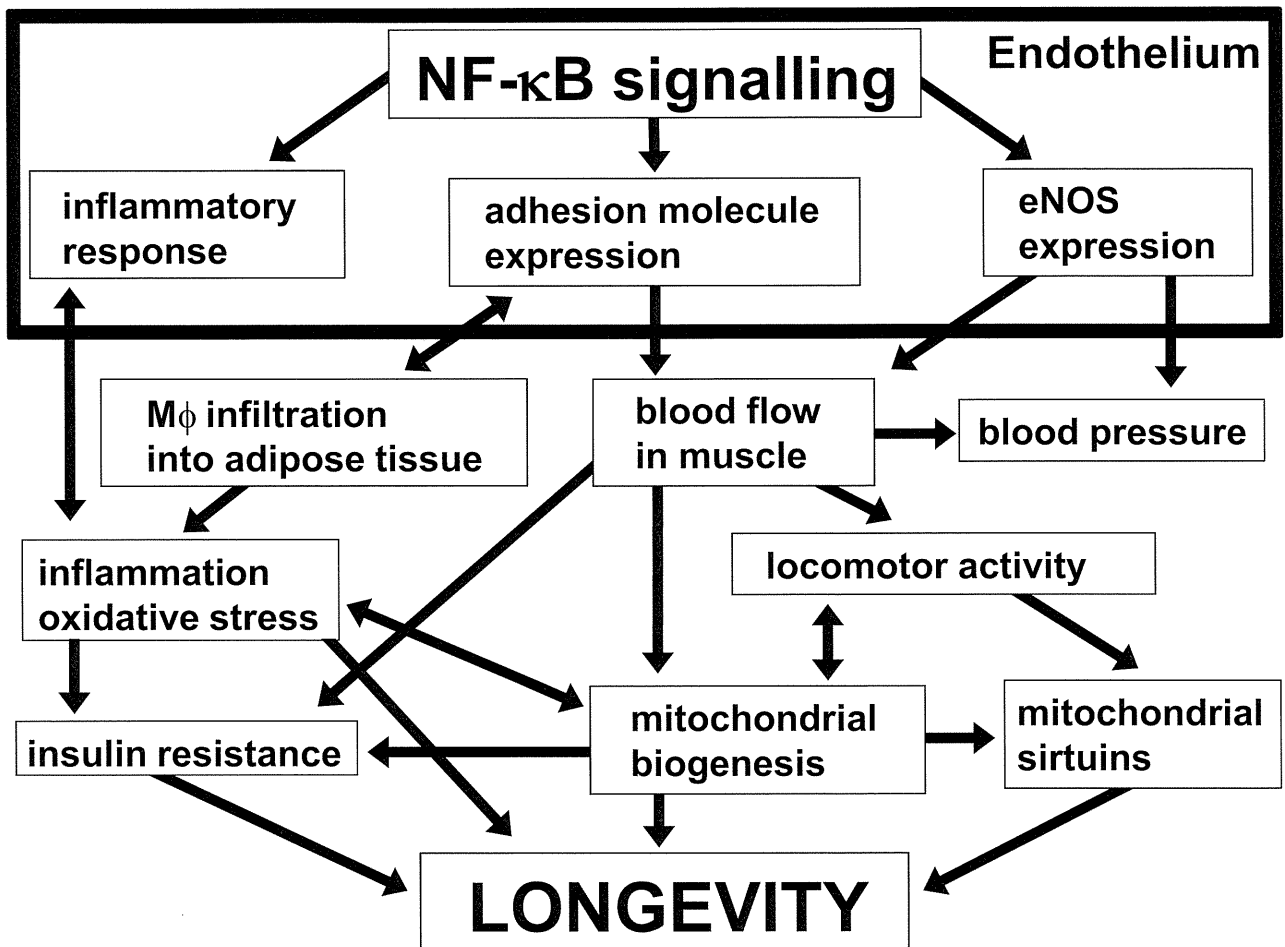 Endothelium
NF-κB signalling
inflammatory
response
adhesion molecule
expression
eNOS
expression
Mϕ infiltration
into adipose tissue
blood flow
in muscle
blood pressure
inflammation
oxidative stress
locomotor activity
insulin resistance
mitochondrial
biogenesis
mitochondrial
sirtuins
LONGEVITY